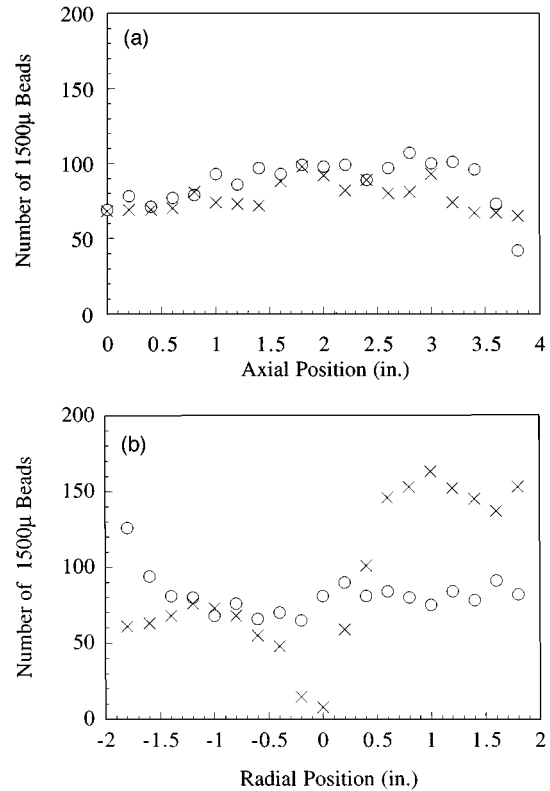 (a)
Number of 1500μ Beads
200
150
100
50
0
0 0.5 1 1.5 2 2.5 3 3.5 4
Axial Position (in.)
(b)
Number of 1500μ Beads
200
150
100
50
0
-2 -1.5 -1 -0.5 0 0.5 1 1.5 2
Radial Position (in.)